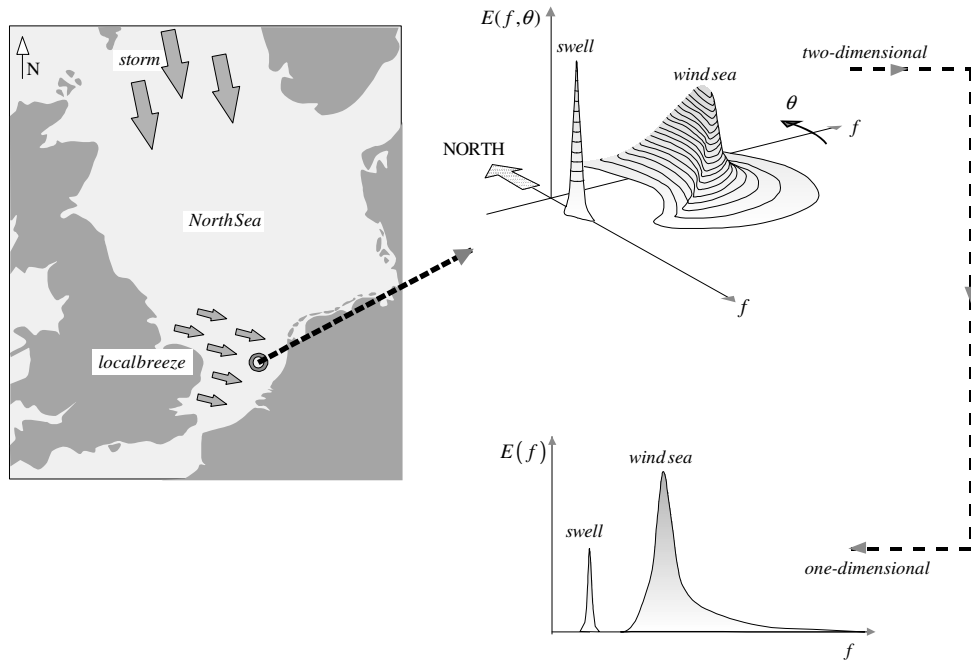 N
storm
NorthSea
localbreeze
E(f,θ)
swell
wind sea
two-dimensional
θ
f
NORTH
f
E(f)
wind sea
swell
one-dimensional
f